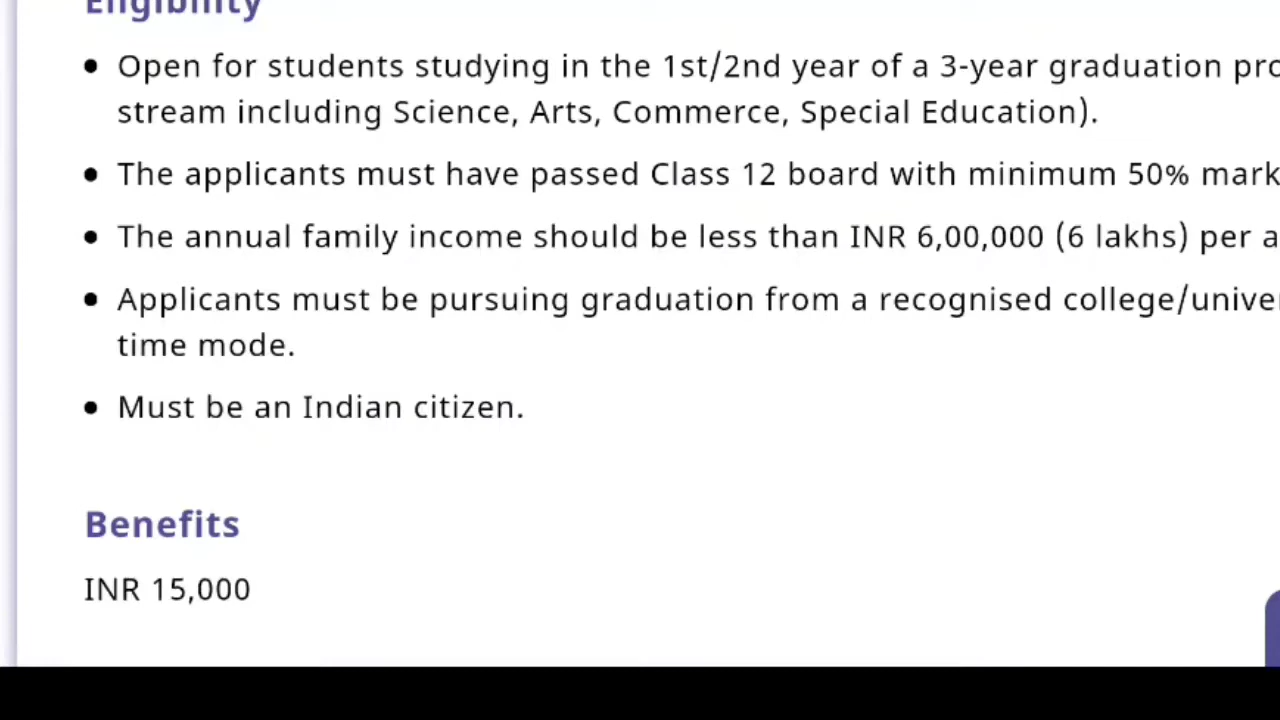 Eligibility
• Open for students studying in the 1st/2nd year of a 3-year graduation
stream including Science, Arts, Commerce, Special Education).
• The applicants must have passed Class 12 board with minimum 50%
• The annual family income should be less than INR 6,00,000 (6 lakhs) per
• Applicants must be pursuing graduation from a recognised
time mode.
• Must be an Indian citizen.
Benefits
INR 15,000